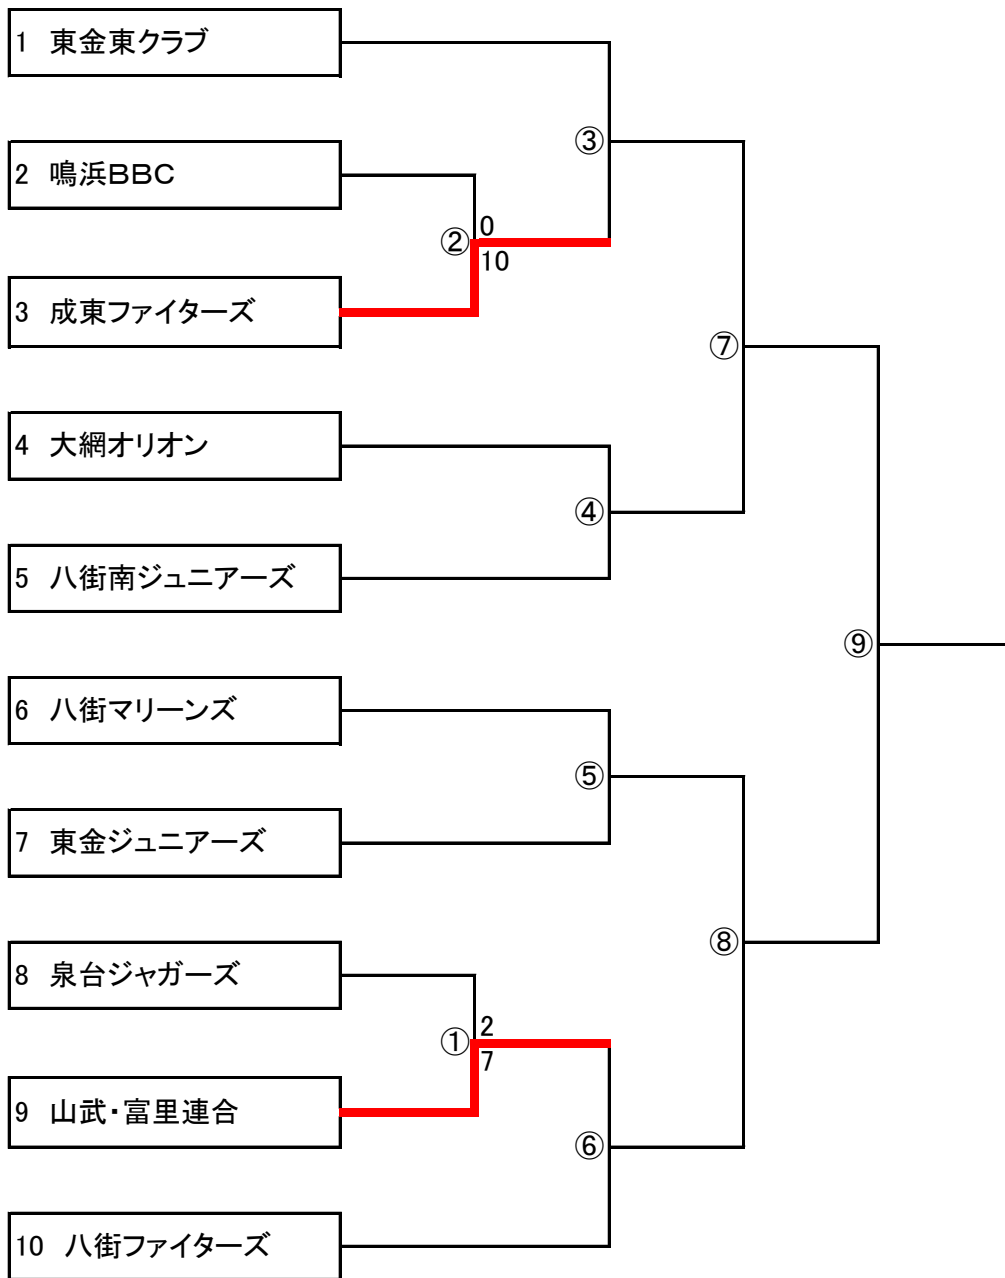 1 東金東クラブ
③
2 鳴浜BBC
0
②
10
3 成東ファイターズ
⑦
4 大網オリオン
④
5 八街南ジュニアーズ
⑨
6 八街マリーンズ
⑤
7 東金ジュニアーズ
⑧
8 泉台ジャガーズ
2
①
7
9 山武・富里連合
⑥
10 八街ファイターズ